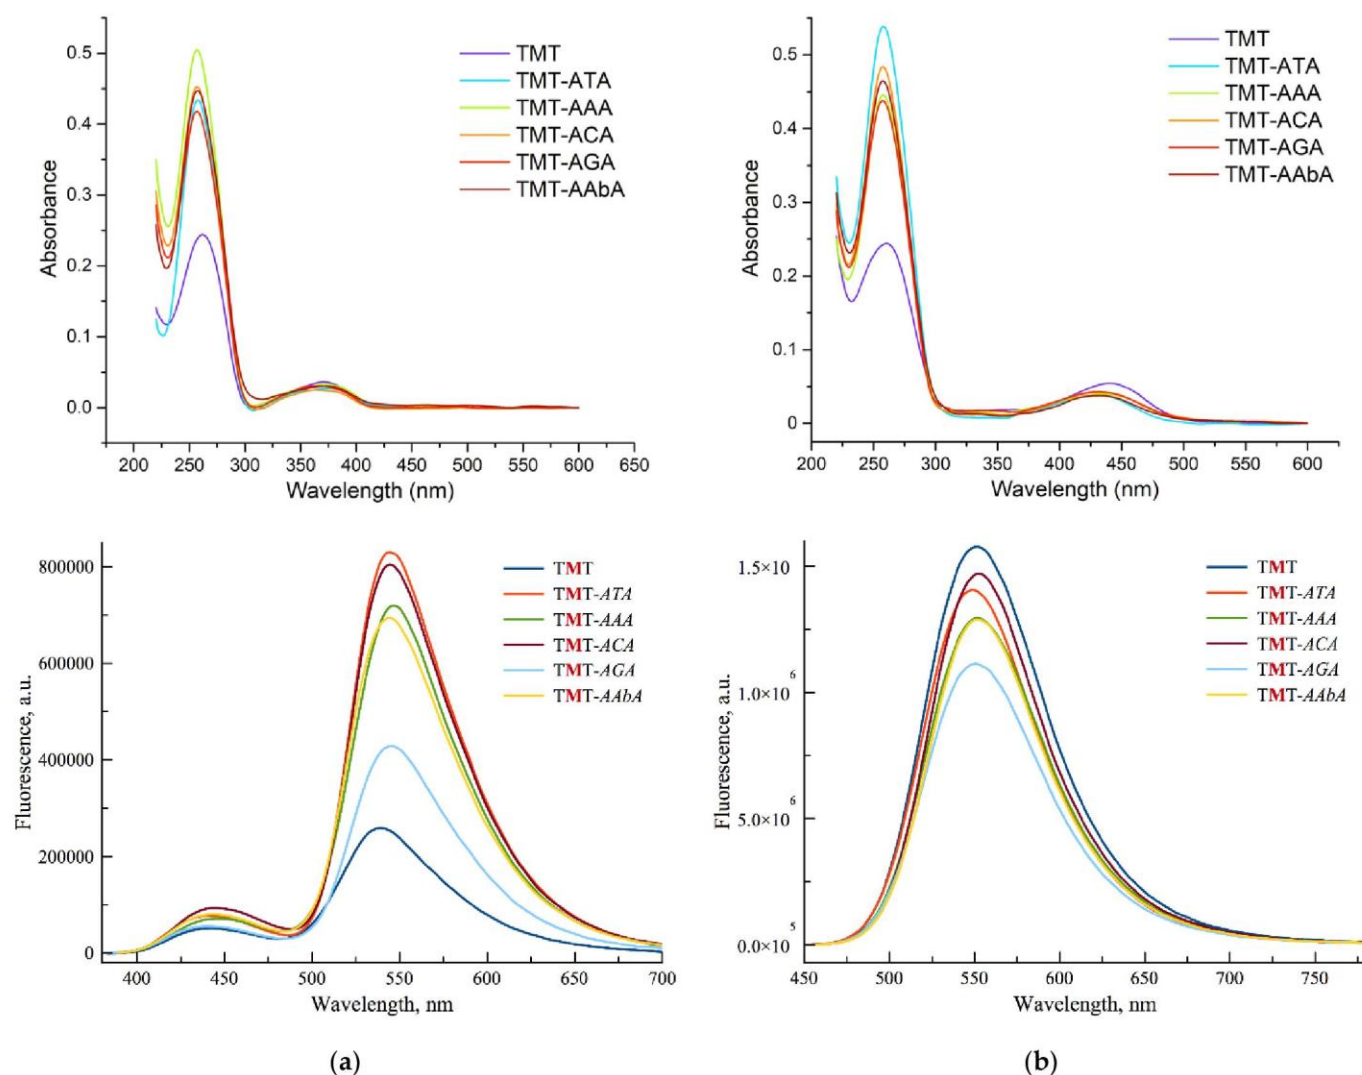 0.5
0.4
0.3
0.2
0.1
0.0
Absorbance
TMT
TMT-ATA
TMT-AAA
TMT-ACA
TMT-AGA
TMT-AAbA
200 250 300 350 400 450 500 550 600 650
Wavelength (nm)
0.5
0.4
0.3
0.2
0.1
0
Absorbance
TMT
TMT-ATA
TMT-AAA
TMT-ACA
TMT-AGA
TMT-AAbA
200 250 300 350 400 450 500 550 600
Wavelength (nm)
800000
600000
400000
200000
0
Fluorescence, a.u.
TMT
TMT-ATA
TMT-AAA
TMT-ACA
TMT-AGA
TMT-AAbA
400 450 500 550 600 650 700
Wavelength, nm
1.5×10 6
1.0×10 6
5.0×10 6
0.0×10 5
Fluorescence, a.u.
TMT
TMT-ATA
TMT-AAA
TMT-ACA
TMT-AGA
TMT-AAbA
450 500 550 600 650 700 750
Wavelength, nm
(a) (b)